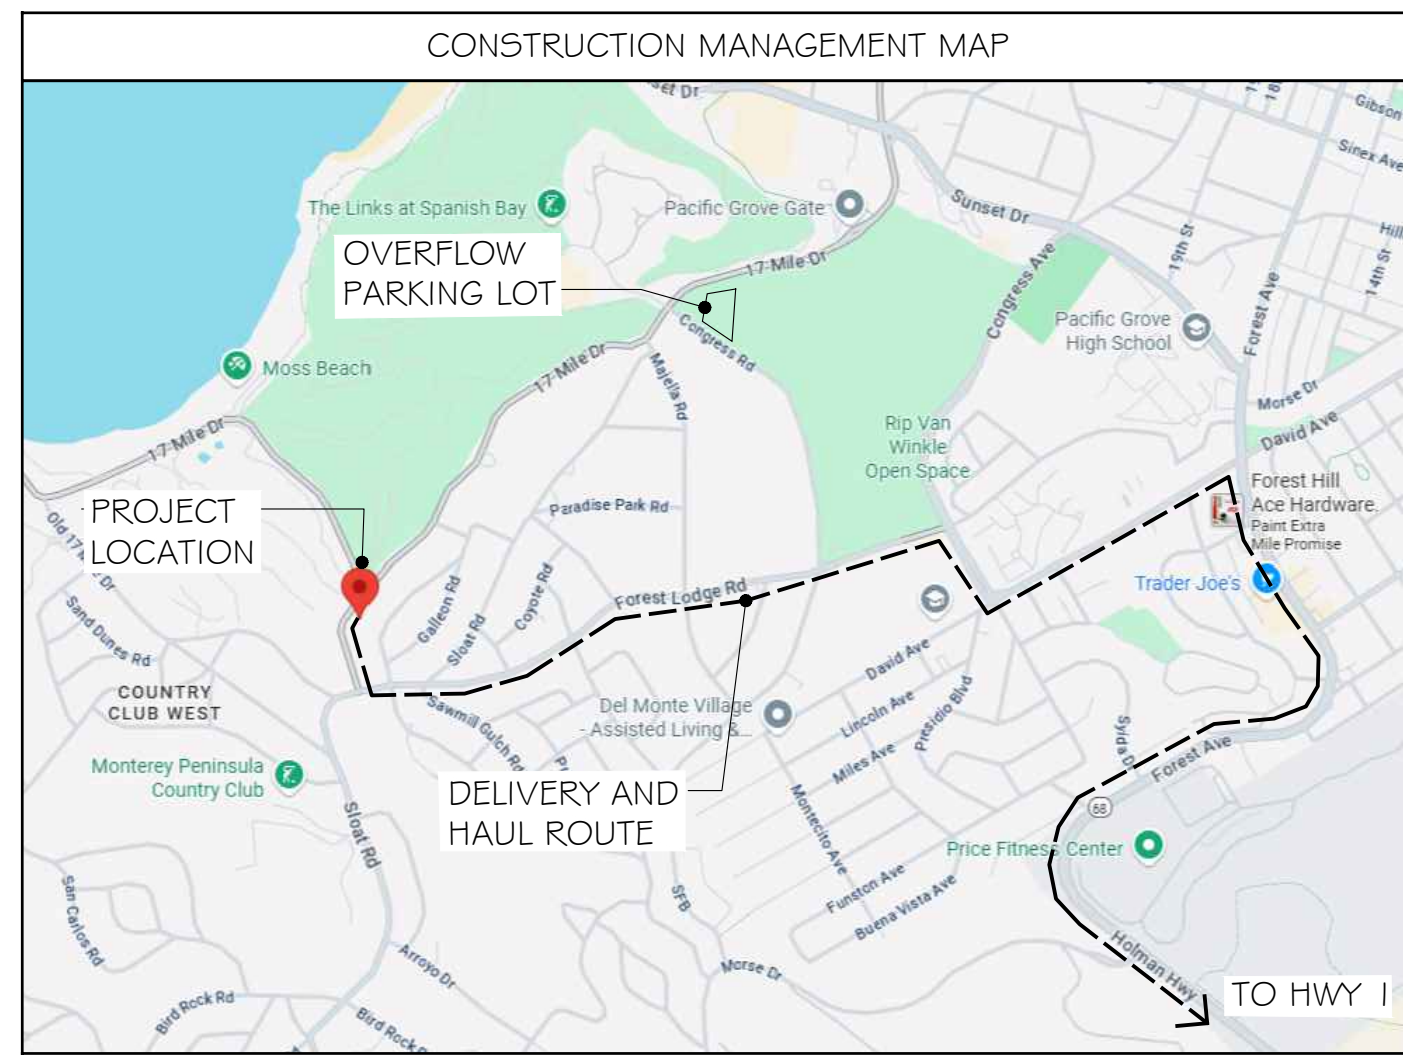 CONSTRUCTION MANAGEMENT MAP
set Dr
Gibson
Sinex Ave
The Links at Spanish Bay
Pacific Grove Gate
Sunset Dr
19th St
Hill
14th St
OVERFLOW
PARKING LOT
17 Mile Dr
Congress Ave
Forest Ave
Pacific Grove
High School
Congress Rd
Moss Beach
17 Mile Dr
Majella Rd
Morse Dr
David Ave
17 Mile Dr
Rip Van
Winkle
Open Space
Forest Hill
Ace Hardware.
Paint Extra
Mile Promise
PROJECT
LOCATION
Paradise Park Rd
Trader Joe's
Sand Dunes Rd
Galleon Rd
Sloat Rd
Coyote Rd
Forest Lodge Rd
David Ave
COUNTRY
CLUB WEST
Sawmill Gulch Rd
Del Monte Village
- Assisted Living &...
Lincoln Ave
Presidio Blvd
Miles Ave
Forest Ave
Monterey Peninsula
Country Club
DELIVERY AND
HAUL ROUTE
Montecito Ave
68
Price Fitness Center
Sloat Rd
San Carlos Rd
SFB
Funston Ave
Buena Vista Ave
Arroyo Dr
Morse Dr
Holman Hwy
Bird Rock Rd
Bird Rock R
TO HWY 1